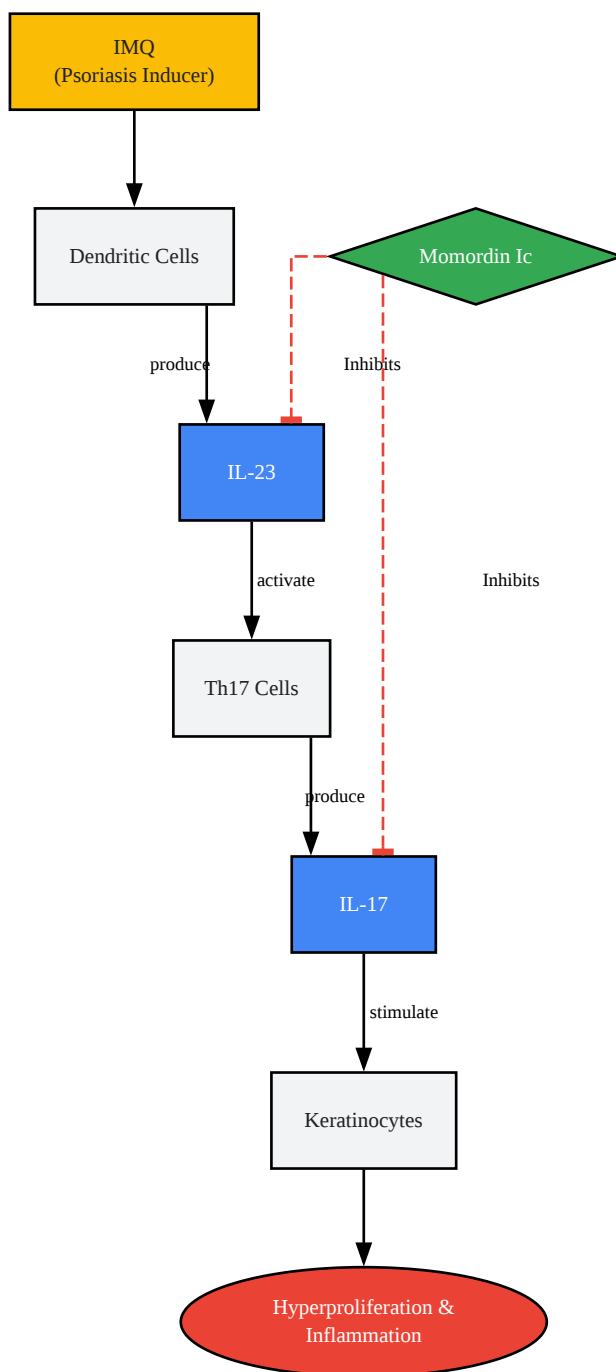 IMQ
(Psoriasis Inducer)
Dendritic Cells
Momordin Ic
produce
Inhibits
IL-23
activate
Inhibits
Th17 Cells
produce
IL-17
stimulate
Keratinocytes
Hyperproliferation &
Inflammation